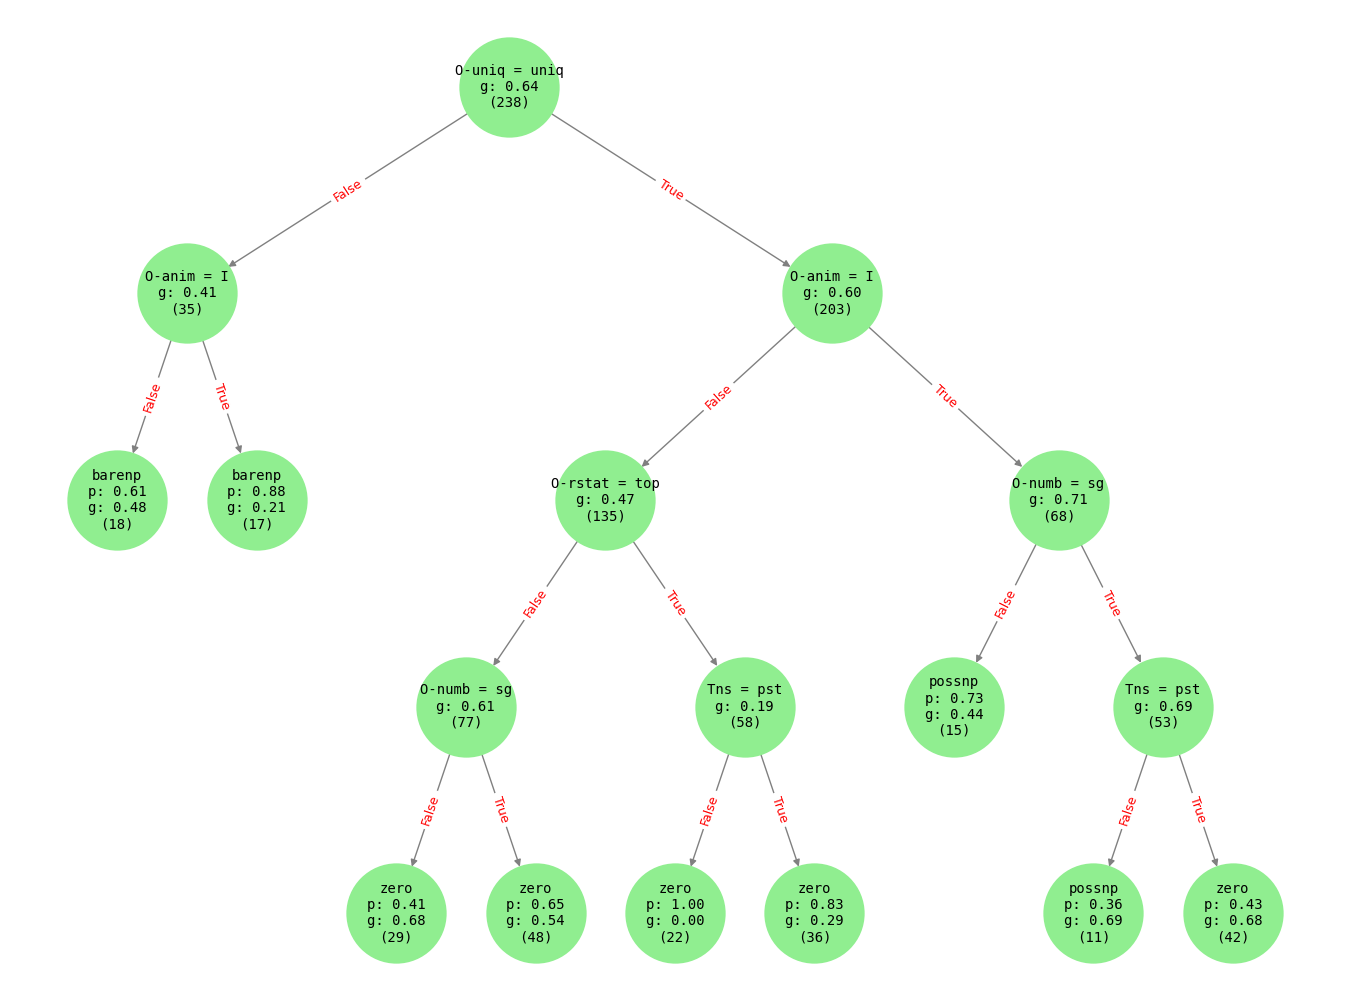 O-uniq = uniq
g: 0.64
(238)
False
True
O-anim = I
g: 0.41
(35)
O-anim = I
g: 0.60
(203)
False
True
False
True
barenp
p: 0.61
g: 0.48
(18)
barenp
p: 0.88
g: 0.21
(17)
O-rstat = top
g: 0.47
(135)
O-numb = sg
g: 0.71
(68)
False
True
False
True
O-numb = sg
g: 0.61
(77)
Tns = pst
g: 0.19
(58)
possnp
p: 0.73
g: 0.44
(15)
Tns = pst
g: 0.69
(53)
False
True
False
True
False
True
zero
p: 0.41
g: 0.68
(29)
zero
p: 0.65
g: 0.54
(48)
zero
p: 1.00
g: 0.00
(22)
zero
p: 0.83
g: 0.29
(36)
possnp
p: 0.36
g: 0.69
(11)
zero
p: 0.43
g: 0.68
(42)